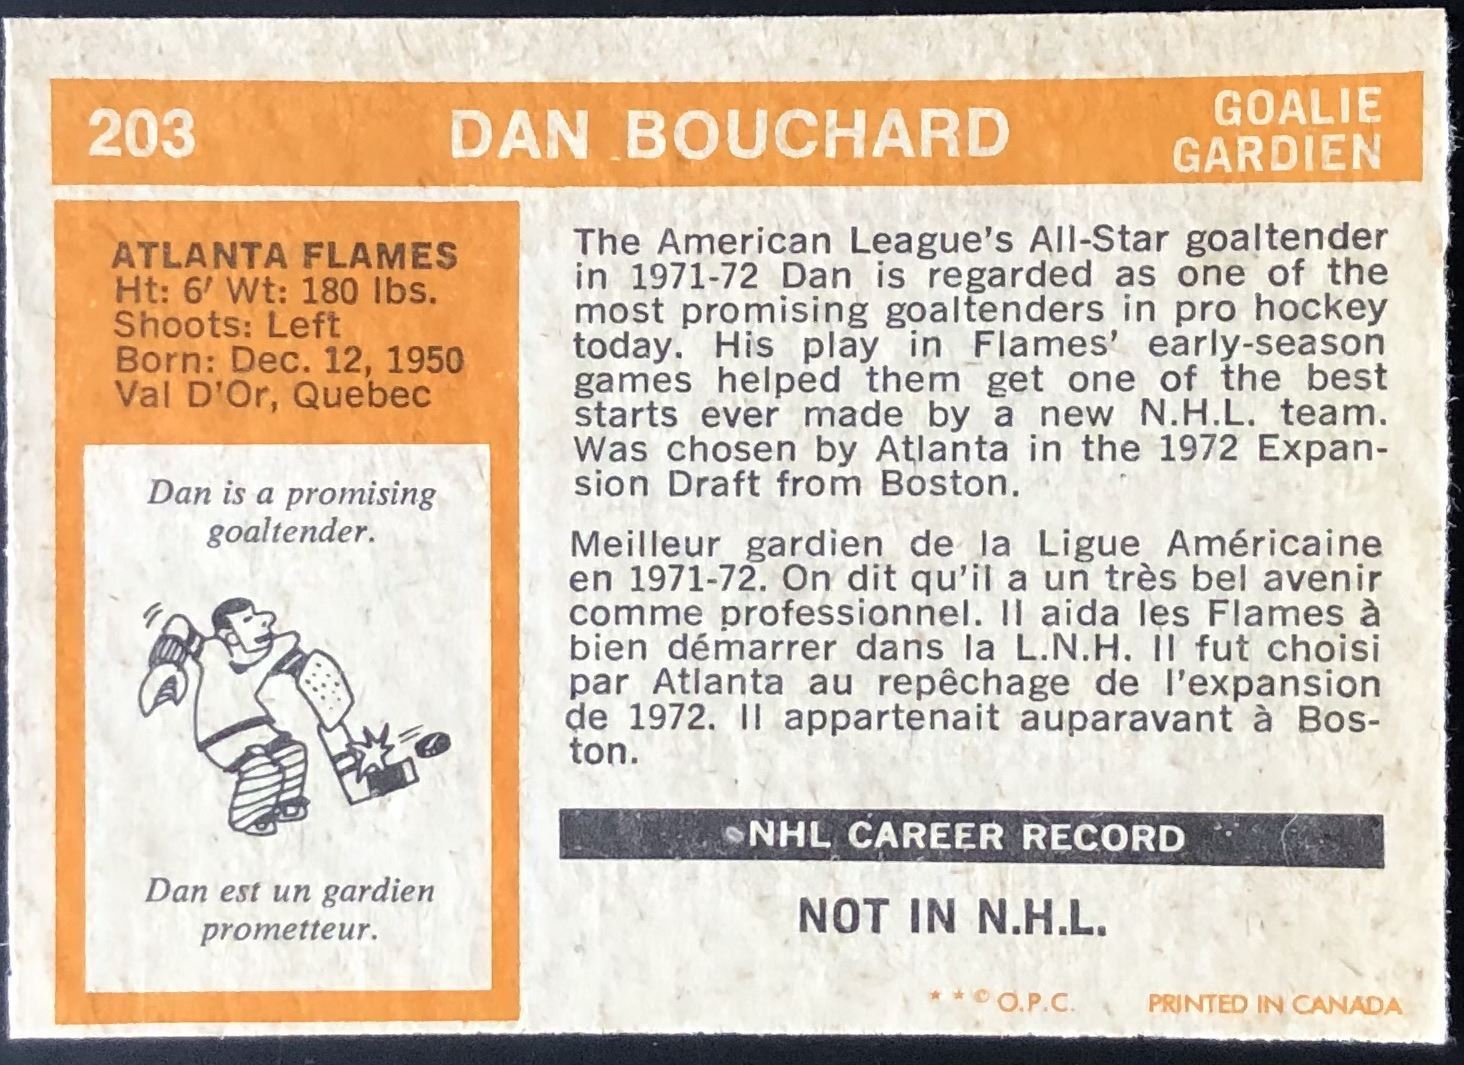 203
DAN BOUCHARD
GOALIE
GARDIEN
ATLANTA FLAMES
Ht: 6' Wt: 180 lbs.
Shoots: Left
Born: Dec. 12, 1950
Val D'Or, Quebec
Dan is a promising
goaltender.
Dan est un gardien
prometteur.
The American League's All-Star goaltender
in 1971-72 Dan is regarded as one of the
most promising goaltenders in pro hockey
today. His play in Flames' early-season
games helped them get one of the best
starts ever made by a new N.H.L. team.
Was chosen by Atlanta in the 1972 Expan-
sion Draft from Boston.
Meilleur gardien de la Ligue Américaine
en 1971-72. On dit qu'il a un très bel avenir
comme professionnel. Il aida les Flames à
bien démarrer dans la L.N.H. Il fut choisi
par Atlanta au repêchage de l'expansion
de 1972. Il appartenait auparavant à Bos-
ton.
NHL CAREER RECORD
NOT IN N.H.L.
* * © O.P.C.
PRINTED IN CANADA